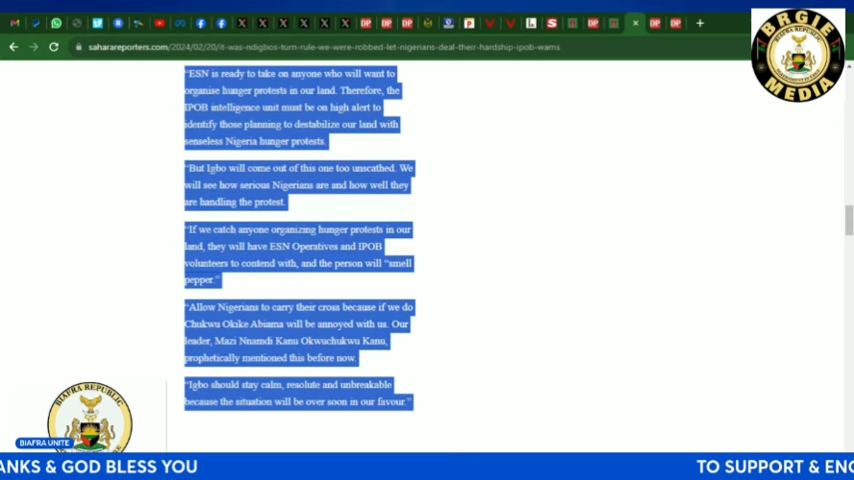 saharareporters.com/2024/02/20/it-was-ndigbos-turn-rule-we-were-robbed-let-nigerians-deal-their-hardship-ipob-warns
BRGIE
MEDIA
"ESN is ready to take on anyone who will want to
organise hunger protests in our land. Therefore, the
IPOB intelligence unit must be on high alert to
identify those planning to destabilize our land with
senseless Nigeria hunger protests.
"But Igbo will come out of this one too unscathed. We
will see how serious Nigerians are and how well they
are handling the protest.
"If we catch anyone organizing hunger protests in our
land, they will have ESN Operatives and IPOB
volunteers to contend with, and the person will "smell
pepper."
"Allow Nigerians to carry their cross because if we do
Chukwu Okike Abiama will be annoyed with us. Our
leader, Mazi Nnamdi Kanu Okwuchukwu Kanu,
prophetically mentioned this before now.
"Igbo should stay calm, resolute and unbreakable
because the situation will be over soon in our favour."
BIAFRA REPUBLIC
BIAFRA UNITE
ANKS & GOD BLESS YOU
TO SUPPORT & ENC